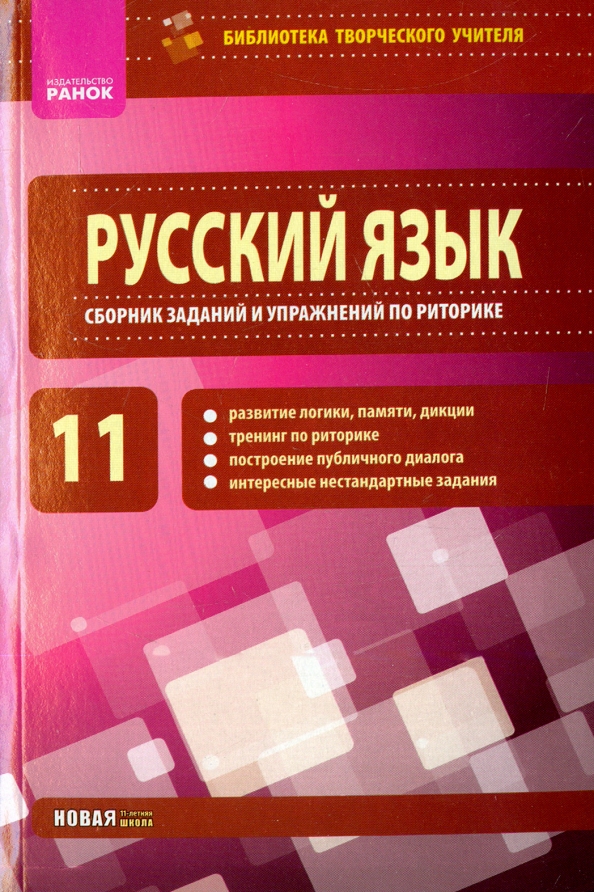 ИЗДАТЕЛЬСТВО
РАНОК
БИБЛИОТЕКА ТВОРЧЕСКОГО УЧИТЕЛЯ
РУССКИЙ ЯЗЫК
СБОРНИК ЗАДАНИЙ И УПРАЖНЕНИЙ ПО РИТОРИКЕ
11
развитие логики, памяти, дикции
тренинг по риторике
построение публичного диалога
интересные нестандартные задания
НОВАЯ 11-летняя ШКОЛА